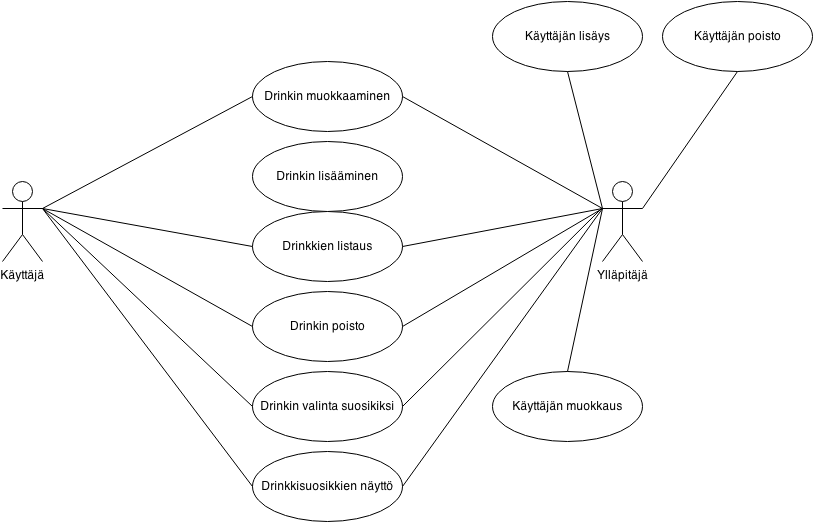 Käyttäjän lisäys
Käyttäjän poisto
Drinkin muokkaaminen
Drinkin lisääminen
Drinkkien listaus
Käyttäjä
Ylläpitäjä
Drinkin poisto
Drinkin valinta suosikiksi
Käyttäjän muokkaus
Drinkkisuosikkien näyttö